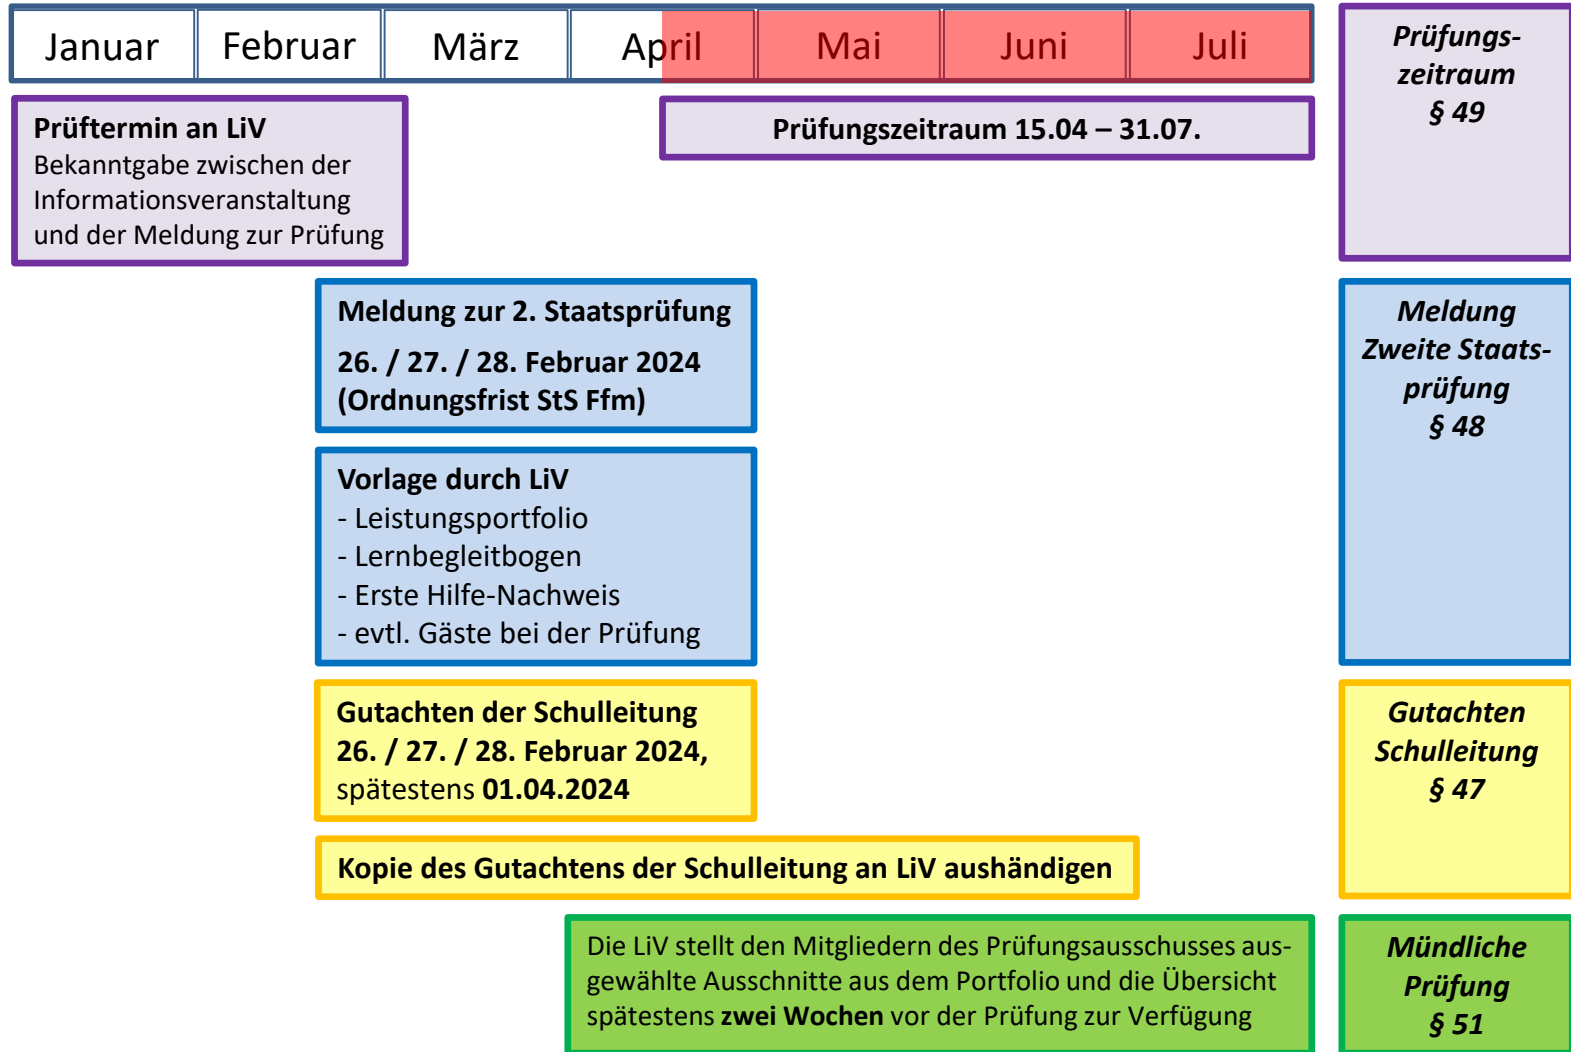 Januar Februar März April Mai Juni Juli
Prüfungs-
zeitraum
§ 49
Prüftermin an LiV
Bekanntgabe zwischen der
Informationsveranstaltung
und der Meldung zur Prüfung
Prüfungszeitraum 15.04 – 31.07.
Meldung zur 2. Staatsprüfung
26. / 27. / 28. Februar 2024
(Ordnungsfrist StS Ffm)
Meldung
Zweite Staats-
prüfung
§ 48
Vorlage durch LiV
- Leistungsportfolio
- Lernbegleitbogen
- Erste Hilfe-Nachweis
- evtl. Gäste bei der Prüfung
Gutachten der Schulleitung
26. / 27. / 28. Februar 2024,
spätestens 01.04.2024
Gutachten
Schulleitung
§ 47
Kopie des Gutachtens der Schulleitung an LiV aushändigen
Die LiV stellt den Mitgliedern des Prüfungsausschusses aus-
gewählte Ausschnitte aus dem Portfolio und die Übersicht
spätestens zwei Wochen vor der Prüfung zur Verfügung
Mündliche
Prüfung
§ 51